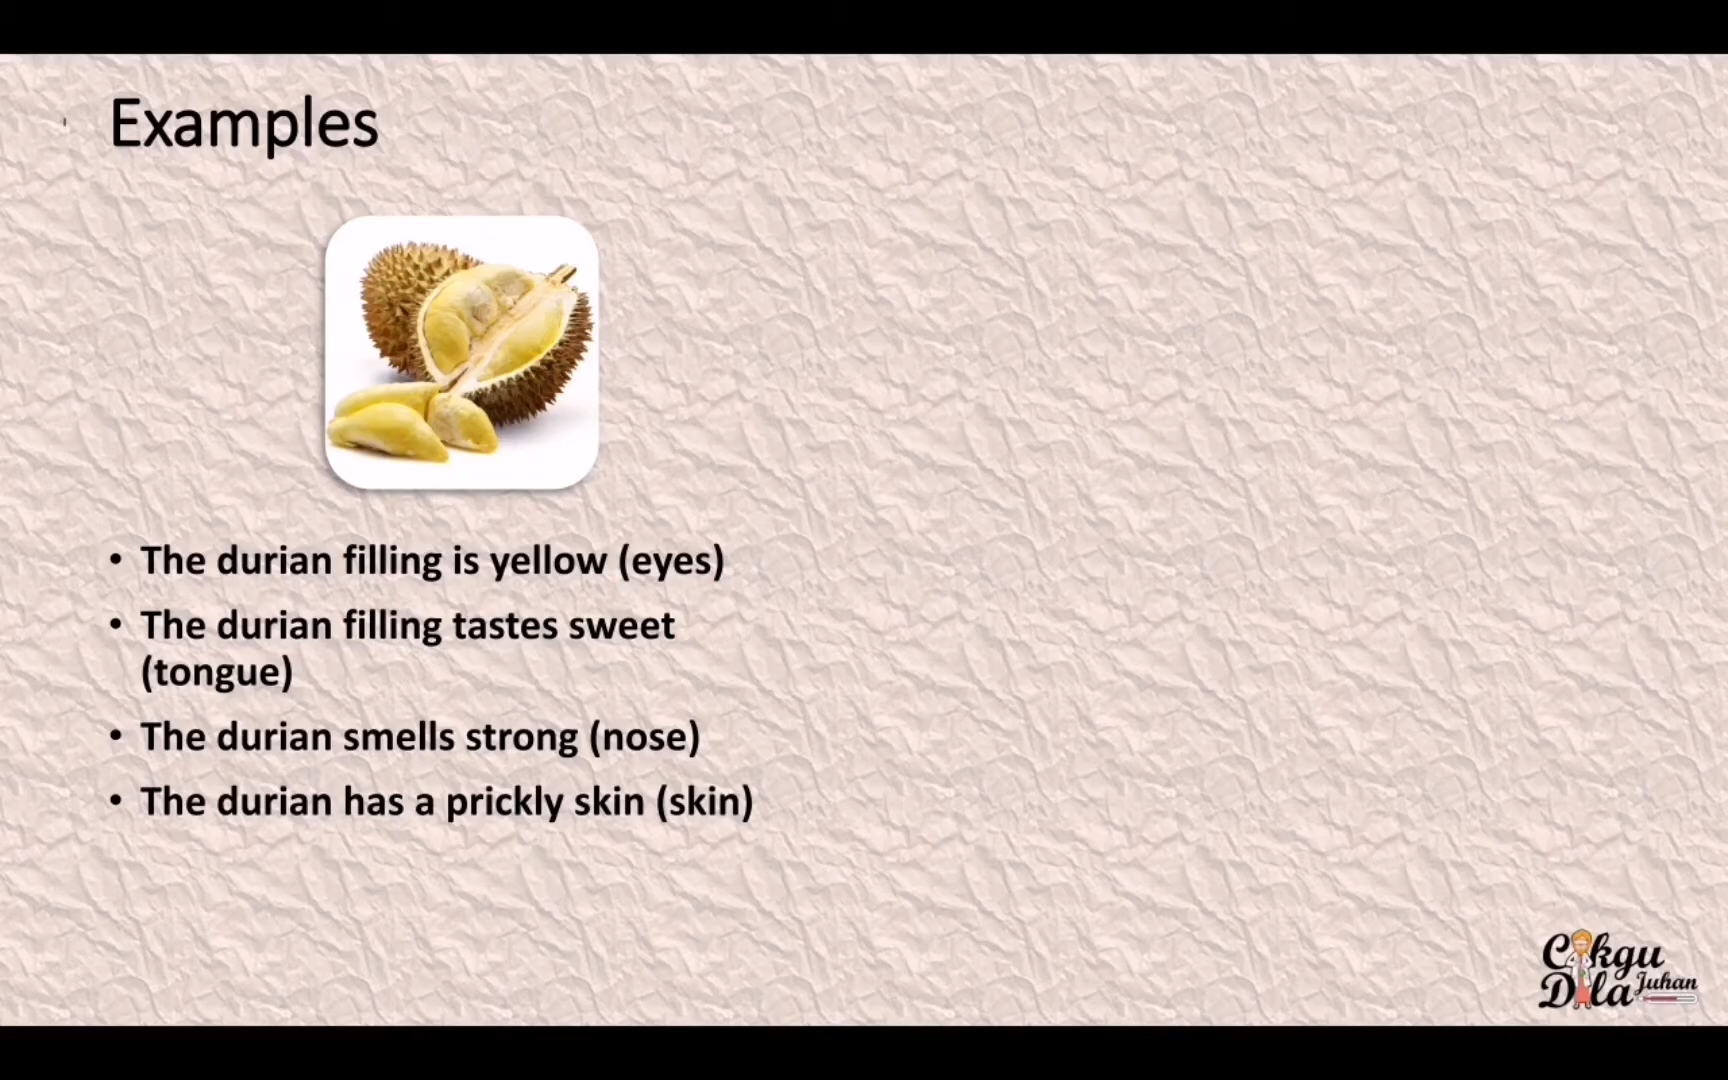 Examples
• The durian filling is yellow (eyes)
• The durian filling tastes sweet
(tongue)
• The durian smells strong (nose)
• The durian has a prickly skin (skin)
Cikgu
Dila Juhan